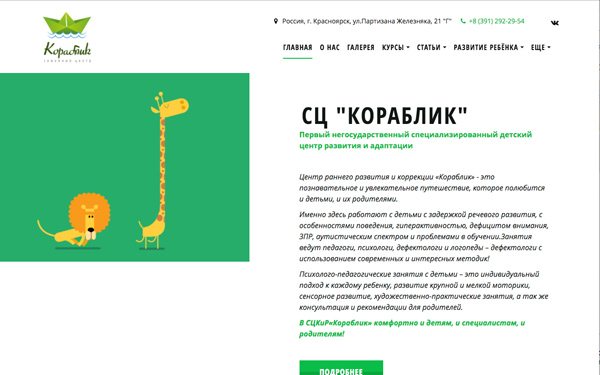 Кораблик
семейный центр
Россия, г. Красноярск, ул.Партизана Железняка, 21 "Г"
+8 (391) 292-29-54
ГЛАВНАЯ О НАС ГАЛЕРЕЯ КУРСЫ СТАТЬИ РАЗВИТИЕ РЕБЁНКА ЕЩЕ
СЦ "КОРАБЛИК"
Первый негосударственный специализированный детский
центр развития и адаптации
Центр раннего развития и коррекции «Кораблик» - это
познавательное и увлекательное путешествие, которое полюбится
и детьми, и их родителями.
Именно здесь работают с детьми с задержкой речевого развития, с
особенностями поведения, гиперактивностью, дефицитом внимания,
ЗПР, аутистическим спектром и проблемами в обучении.Занятия
ведут педагоги, психологи, дефектологи и логопеды – дефектологи с
использованием современных и интересных методик!
Психолого-педагогические занятия с детьми – это индивидуальный
подход к каждому ребенку, развитие крупной и мелкой моторики,
сенсорное развитие, художественно-практические занятия, а так же
консультация и рекомендации для родителей.
В СЦКиР«Кораблик» комфортно и детям, и специалистам, и
родителям!
ПОДРОБНЕЕ